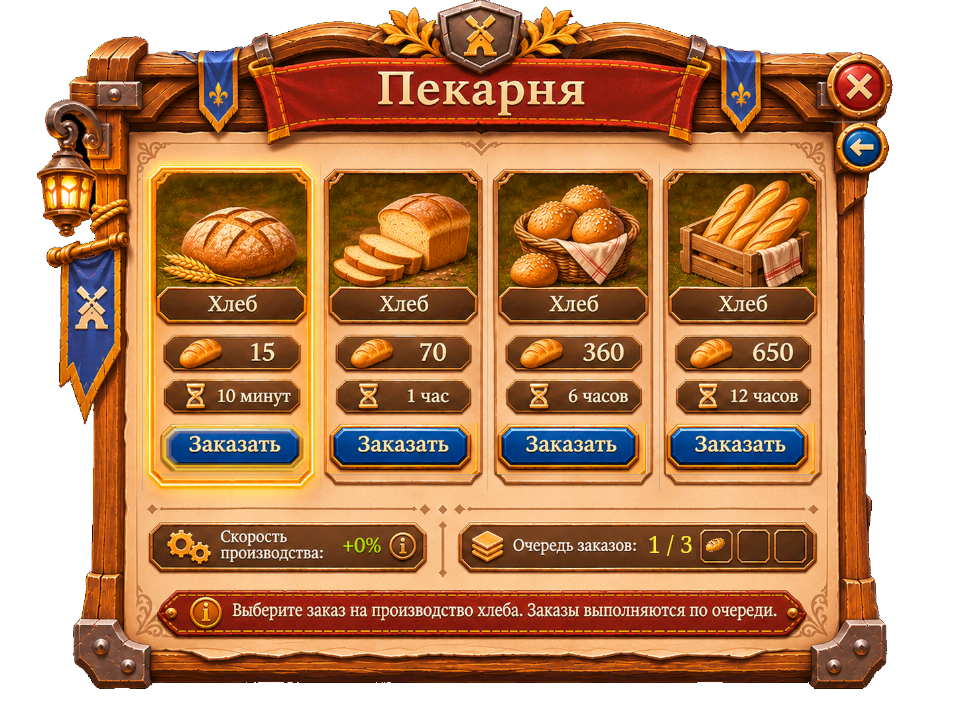 Пекарня
Хлеб
15
10 минут
Заказать
Хлеб
70
1 час
Заказать
Хлеб
360
6 часов
Заказать
Хлеб
650
12 часов
Заказать
Скорость
производства:
+0%
Очередь заказов: 1 / 3
Выберите заказ на производство хлеба. Заказы выполняются по очереди.